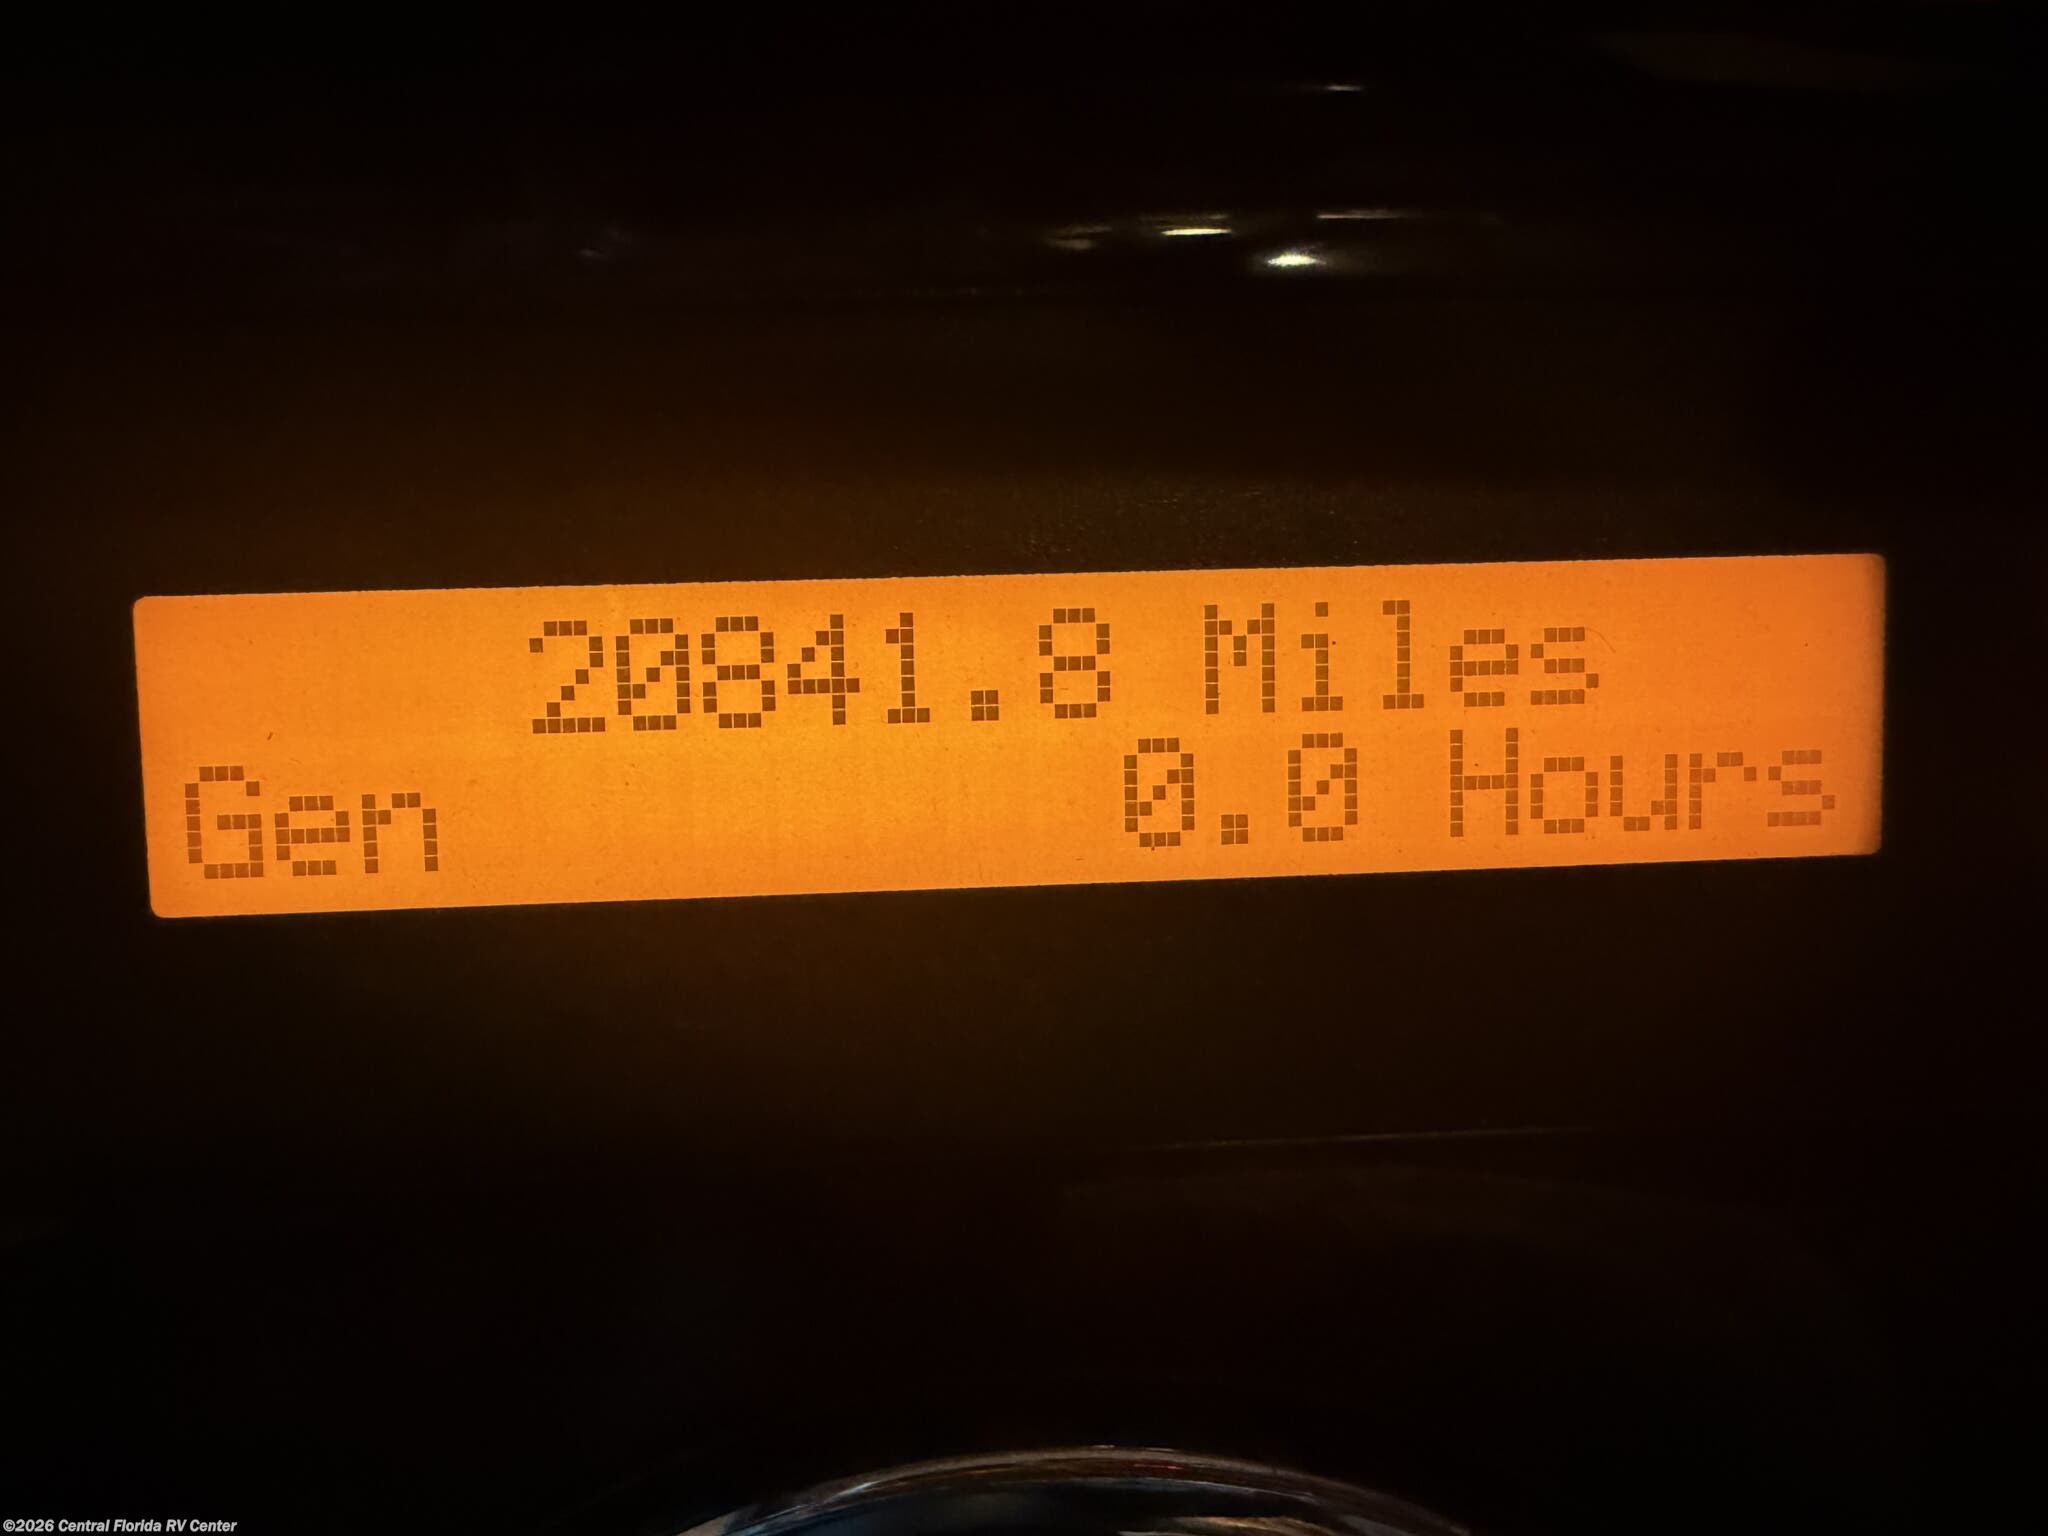 20841.8 Miles
Gen 0.0 Hours
©2026 Central Florida RV Center